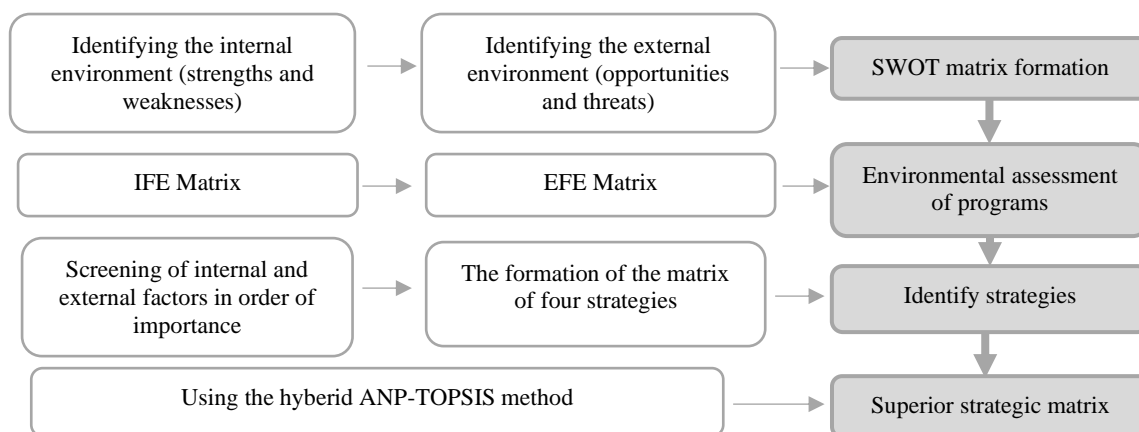 Identifying the internal
environment (strengths and
weaknesses)
Identifying the external
environment (opportunities
and threats)
SWOT matrix formation
IFE Matrix
EFE Matrix
Environmental assessment
of programs
Screening of internal and
external factors in order of
importance
The formation of the matrix
of four strategies
Identify strategies
Using the hyberid ANP-TOPSIS method
Superior strategic matrix